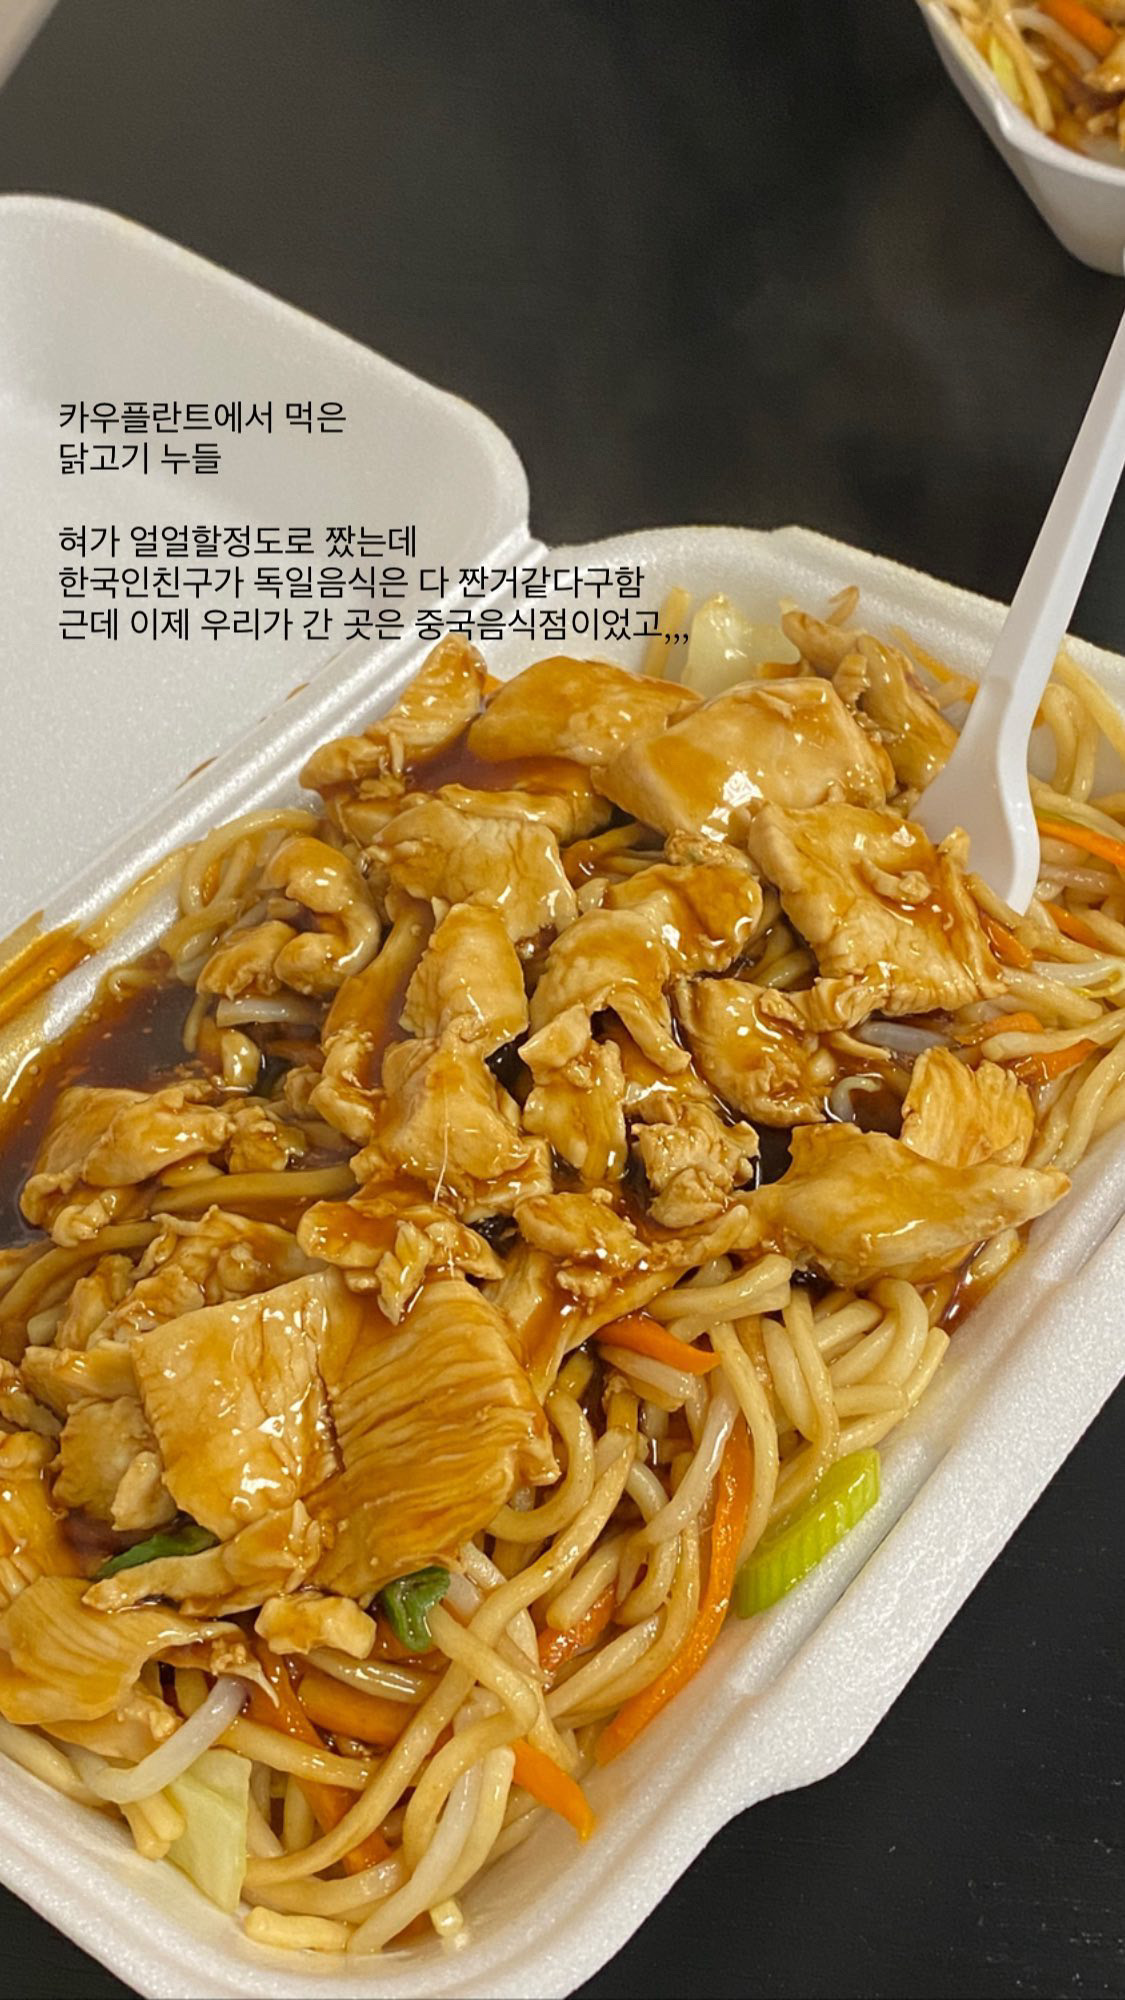 카우플란트에서 먹은
닭고기 누들
혀가 얼얼할정도로 짰는데
한국인친구가 독일음식은 다 짠거같다구함
근데 이제 우리가 간 곳은 중국음식점이었고,,,